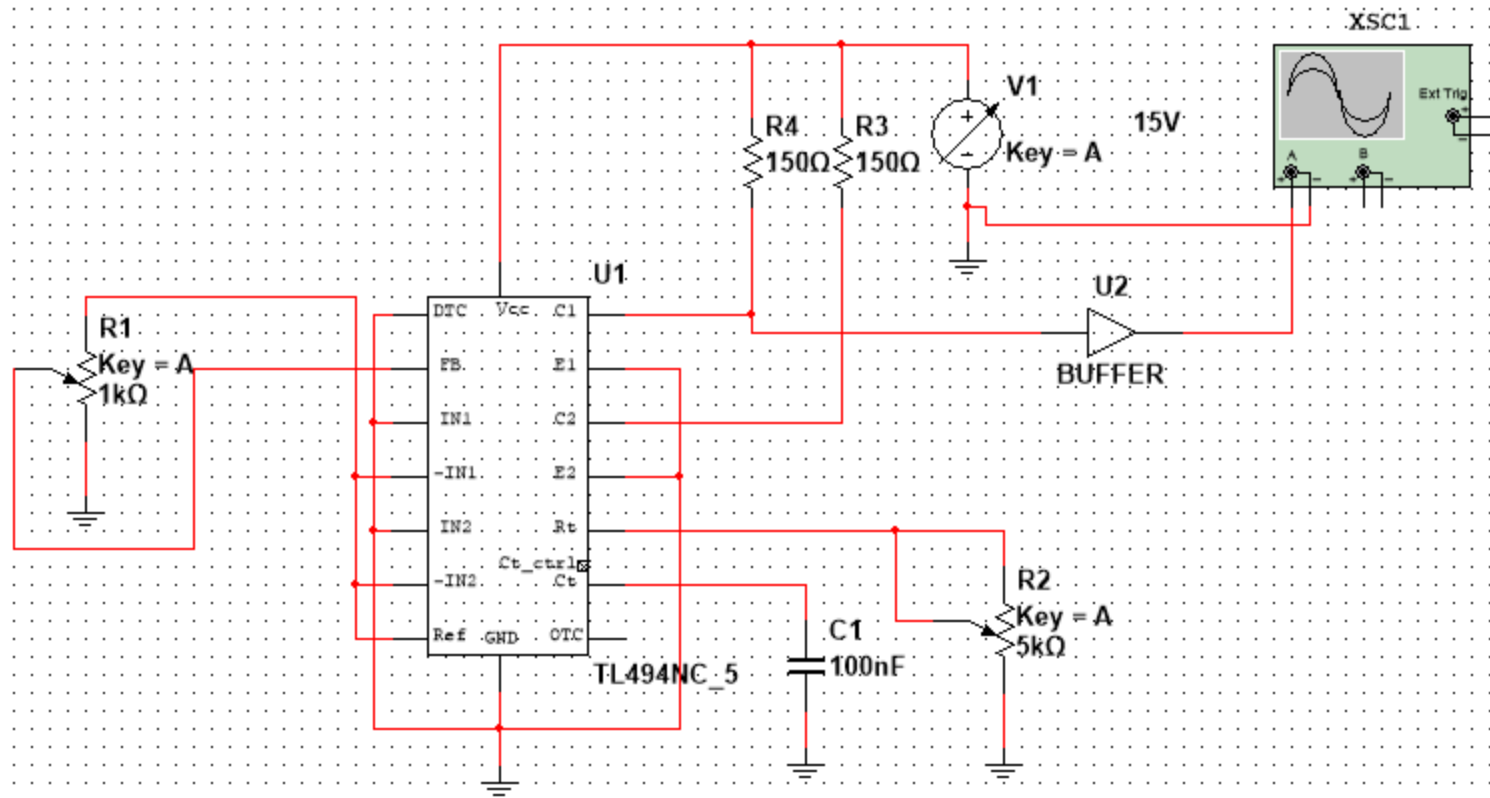 XSC1
Ext Trig
+
-
A
B
+
-
+
-
V1
+
-
Key = A
15V
R4
150Ω
R3
150Ω
U2
BUFFER
U1
R1
Key = A
1kΩ
DTC
Vcc
C1
FB
E1
IN1
C2
-IN1
E2
IN2
Rt
Ct_ctrl
-IN2
Ct
Ref
GND
OTC
TL494NC_5
R2
Key = A
5kΩ
C1
100nF